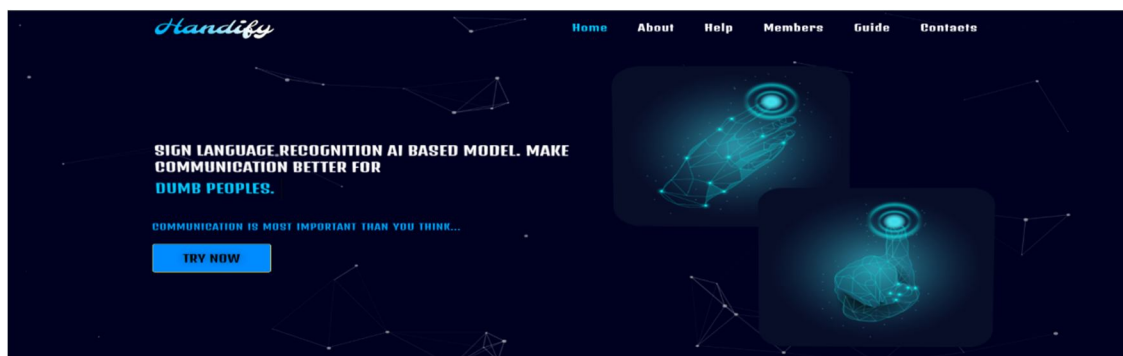 Handify
Home About Help Members Guide Contacts
SIGN LANGUAGE RECOGNITION AI BASED MODEL. MAKE
COMMUNICATION BETTER FOR
DUMB PEOPLES.
COMMUNICATION IS MOST IMPORTANT THAN YOU THINK...
TRY NOW